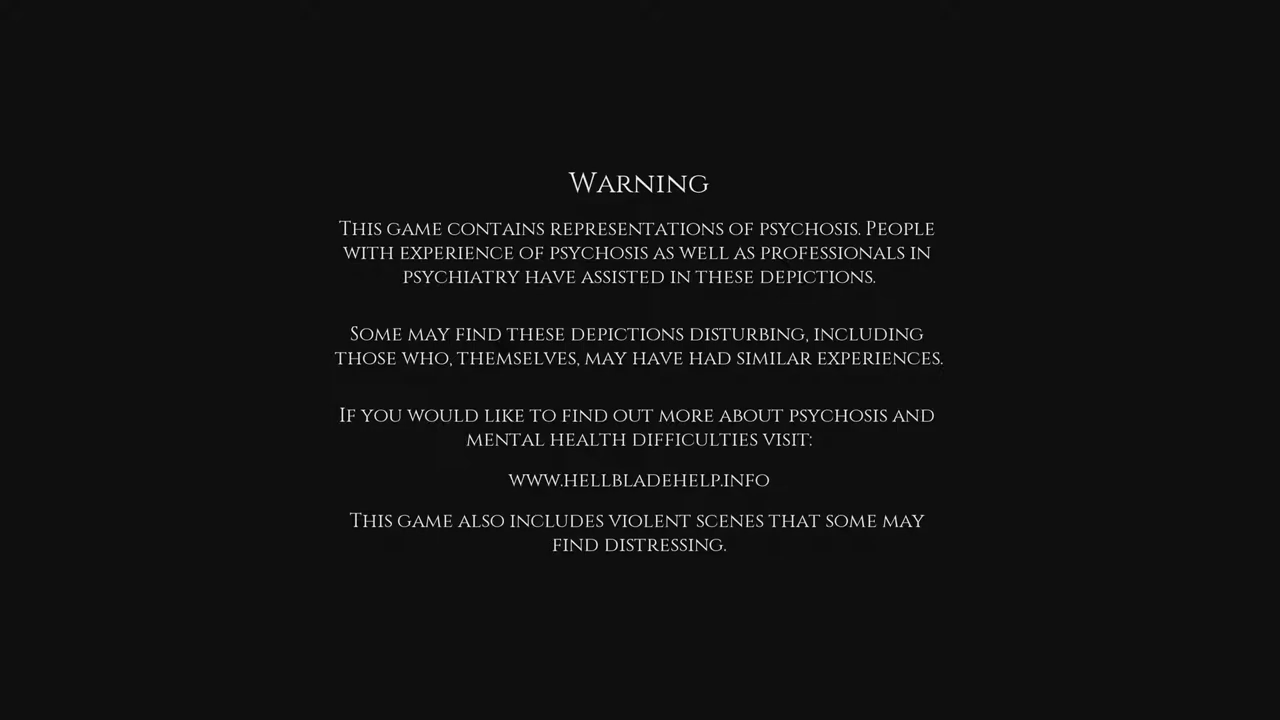 Warning
This game contains representations of psychosis. People
with experience of psychosis as well as professionals in
psychiatry have assisted in these depictions.
Some may find these depictions disturbing, including
those who, themselves, may have had similar experiences.
If you would like to find out more about psychosis and
mental health difficulties visit:
www.hellbladehelp.info
This game also includes violent scenes that some may
find distressing.